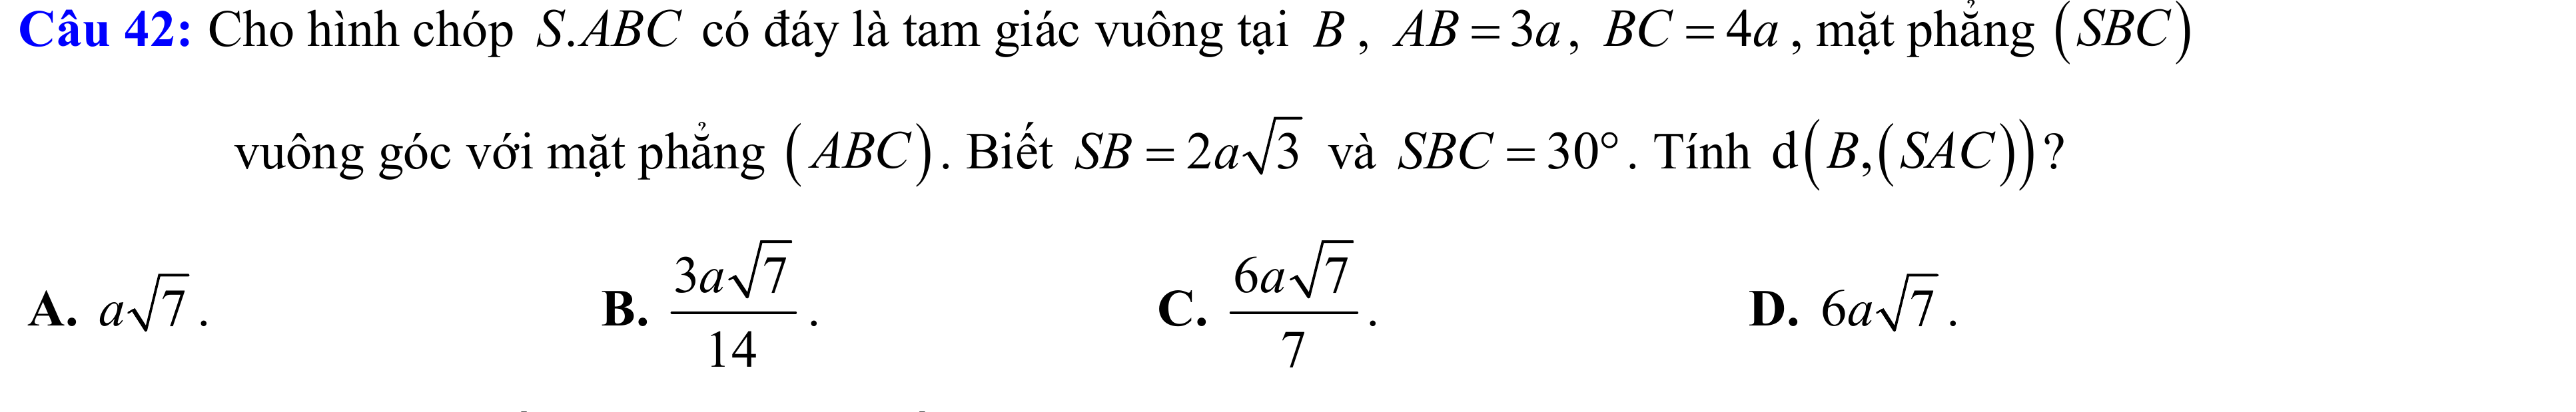 Câu 42: Cho hình chóp S.ABC có đáy là tam giác vuông tại B, AB = 3a, BC = 4a, mặt phẳng (SBC)
vuông góc với mặt phẳng (ABC). Biết SB = 2a√3 và SBC = 30°. Tính d(B,(SAC))?
A. a√7. B. 3a√7/14. C. 6a√7/7. D. 6a√7.